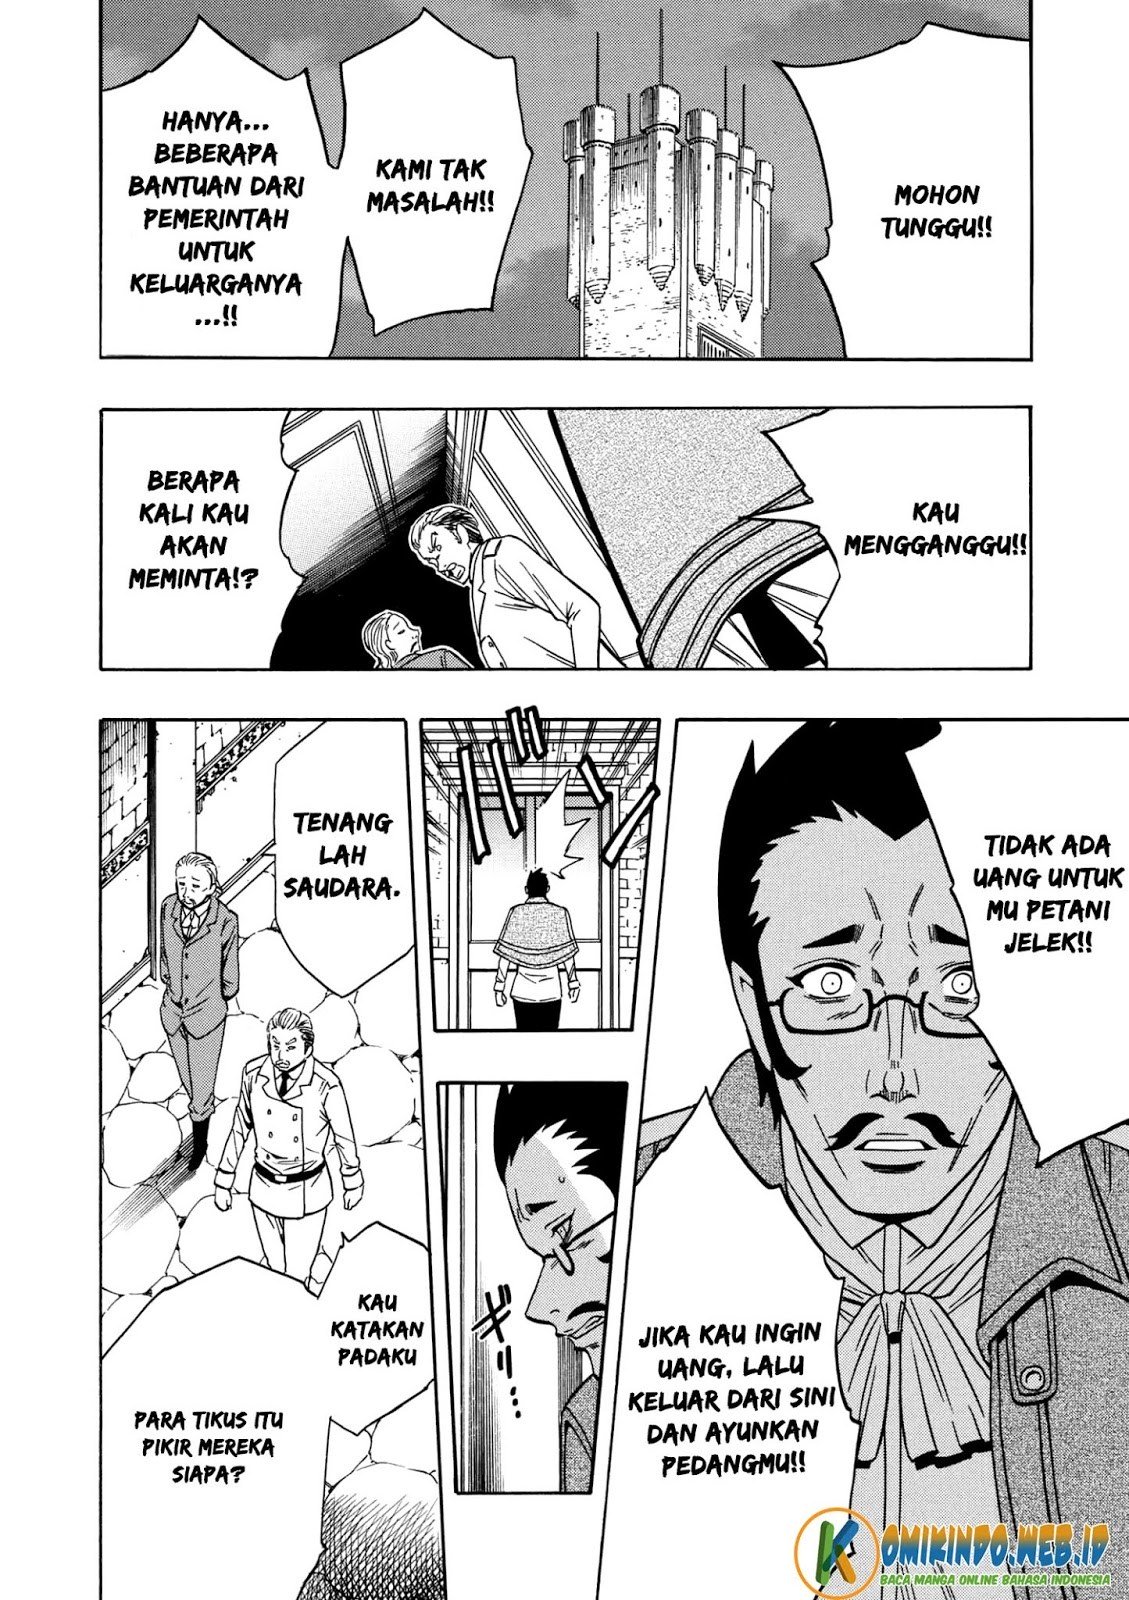 MOHON
TUNGGU!!
KAMI TAK
MASALAH!!
HANYA...
BEBERAPA
BANTUAN DARI
PEMERINTAH
UNTUK
KELUARGANYA
...!!
KAU
MENGGANGGU!!
BERAPA
KALI KAU
AKAN
MEMINTA!?
TIDAK ADA
UANG UNTUK
MU PETANI
JELEK!!
JIKA KAU INGIN
UANG, LALU
KELUAR DARI SINI
DAN AYUNKAN
PEDANGMU!!
TENANG
LAH
SAUDARA.
KAU
KATAKAN
PADAKU
PARA TIKUS ITU
PIKIR MEREKA
SIAPA?
KOMIKINDO.WEB.ID
BACA MANGA ONLINE BAHASA INDONESIA